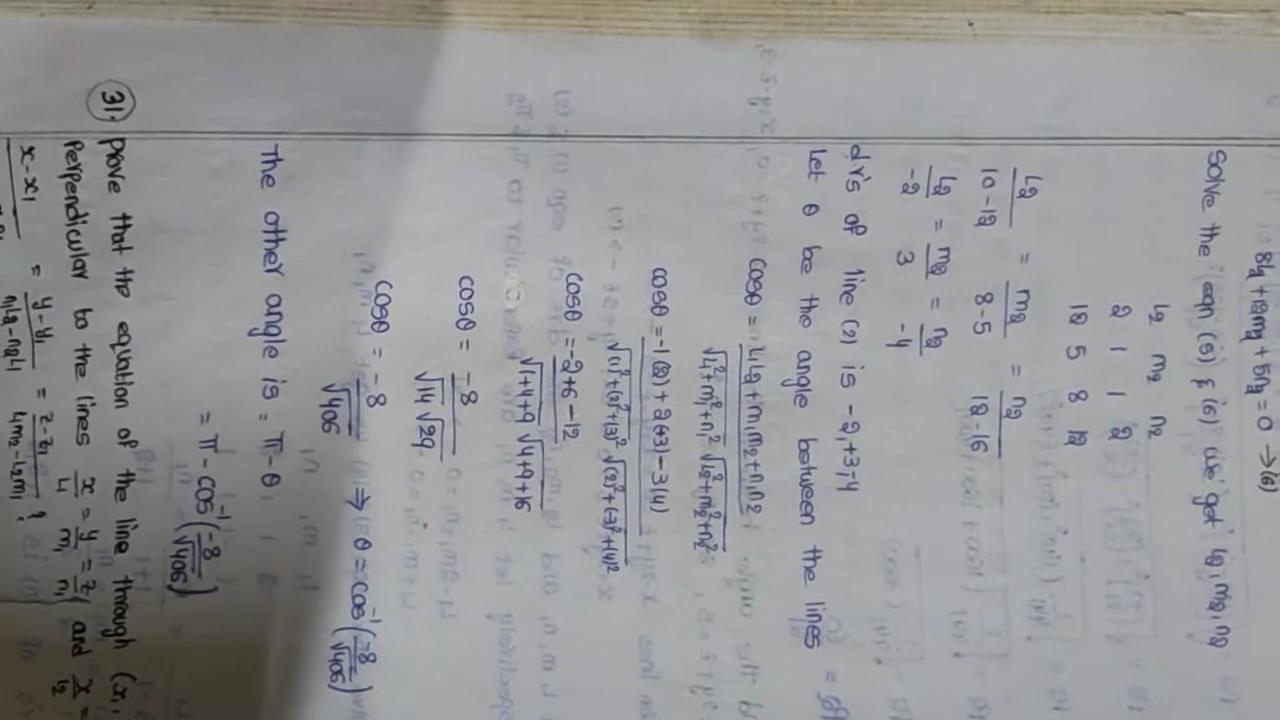 18l₂+12m₂+5n₂=0 → (6)
Solve the eqn (5) & (6) we get l₂, m₂, n₂
l₂ m₂ n₂
2 1 1 2
18 5 8 12
l₂/10-12 = m₂/8-5 = n₂/12-16
l₂/-2 = m₂/3 = n₂/-4
dr's of line (2) is -2,+3,-4
Let θ be the angle between the lines
cosθ = l₁l₂+m₁m₂+n₁n₂/√l₁²+m₁²+n₁² √l₂²+m₂²+n₂²
cosθ = -1(2)+2(+3)-3(4)/√(1)²+(2)²+(3)² √(2)²+(-3)²+(4)²
cosθ = -2+6-12/√1+4+9 √4+9+16
cosθ = -8/√14 √29
cosθ = -8/√406 ⇒ θ = cos⁻¹(-8/√406)
The other angle is = π-θ
= π - cos⁻¹(-8/√406)
31. Prove that the equation of the line through (x₁,
perpendicular to the lines x/l₁ = y/m₁ = z/n₁ and x/l₂ =
x-x₁ = y-y₁/n₁l₂-n₂l₁ = z-z₁/l₁m₂-l₂m₁ ?